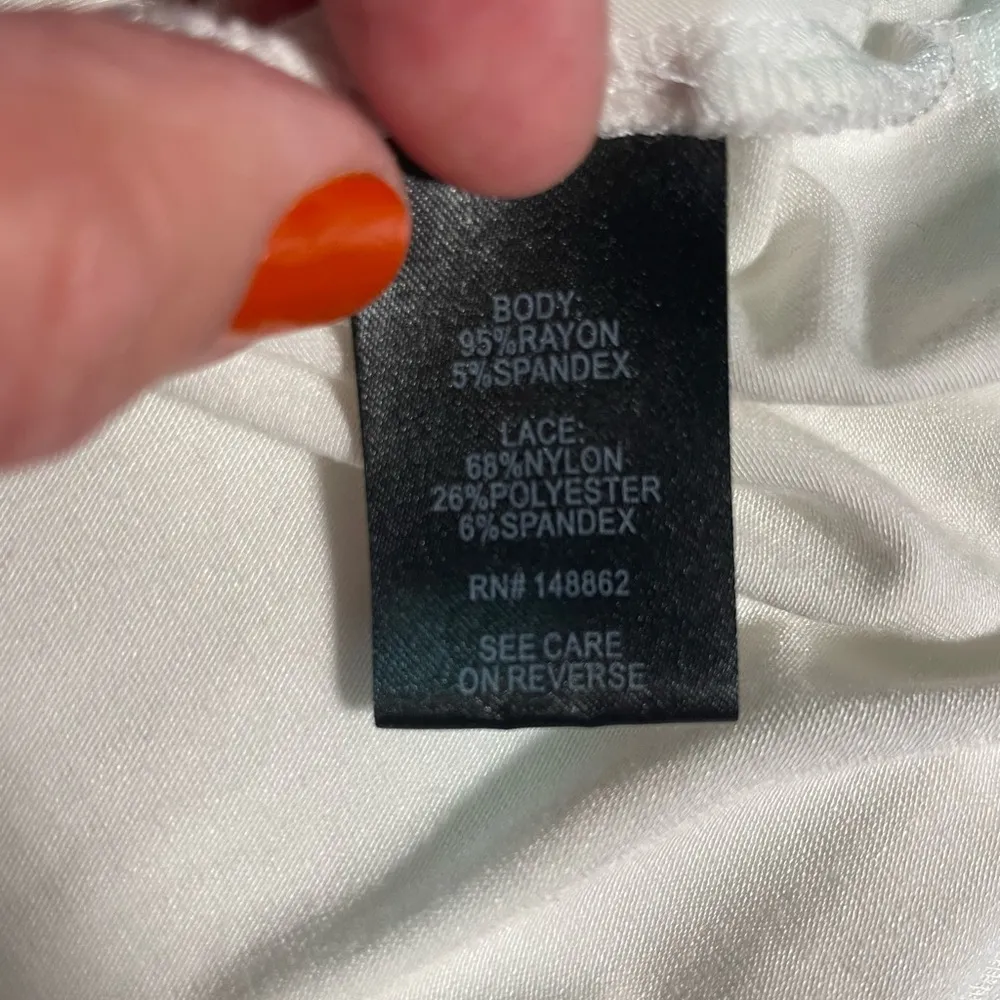 BODY:
95%RAYON
5%SPANDEX
LACE:
68%NYLON
26%POLYESTER
6%SPANDEX
RN# 148862
SEE CARE
ON REVERSE